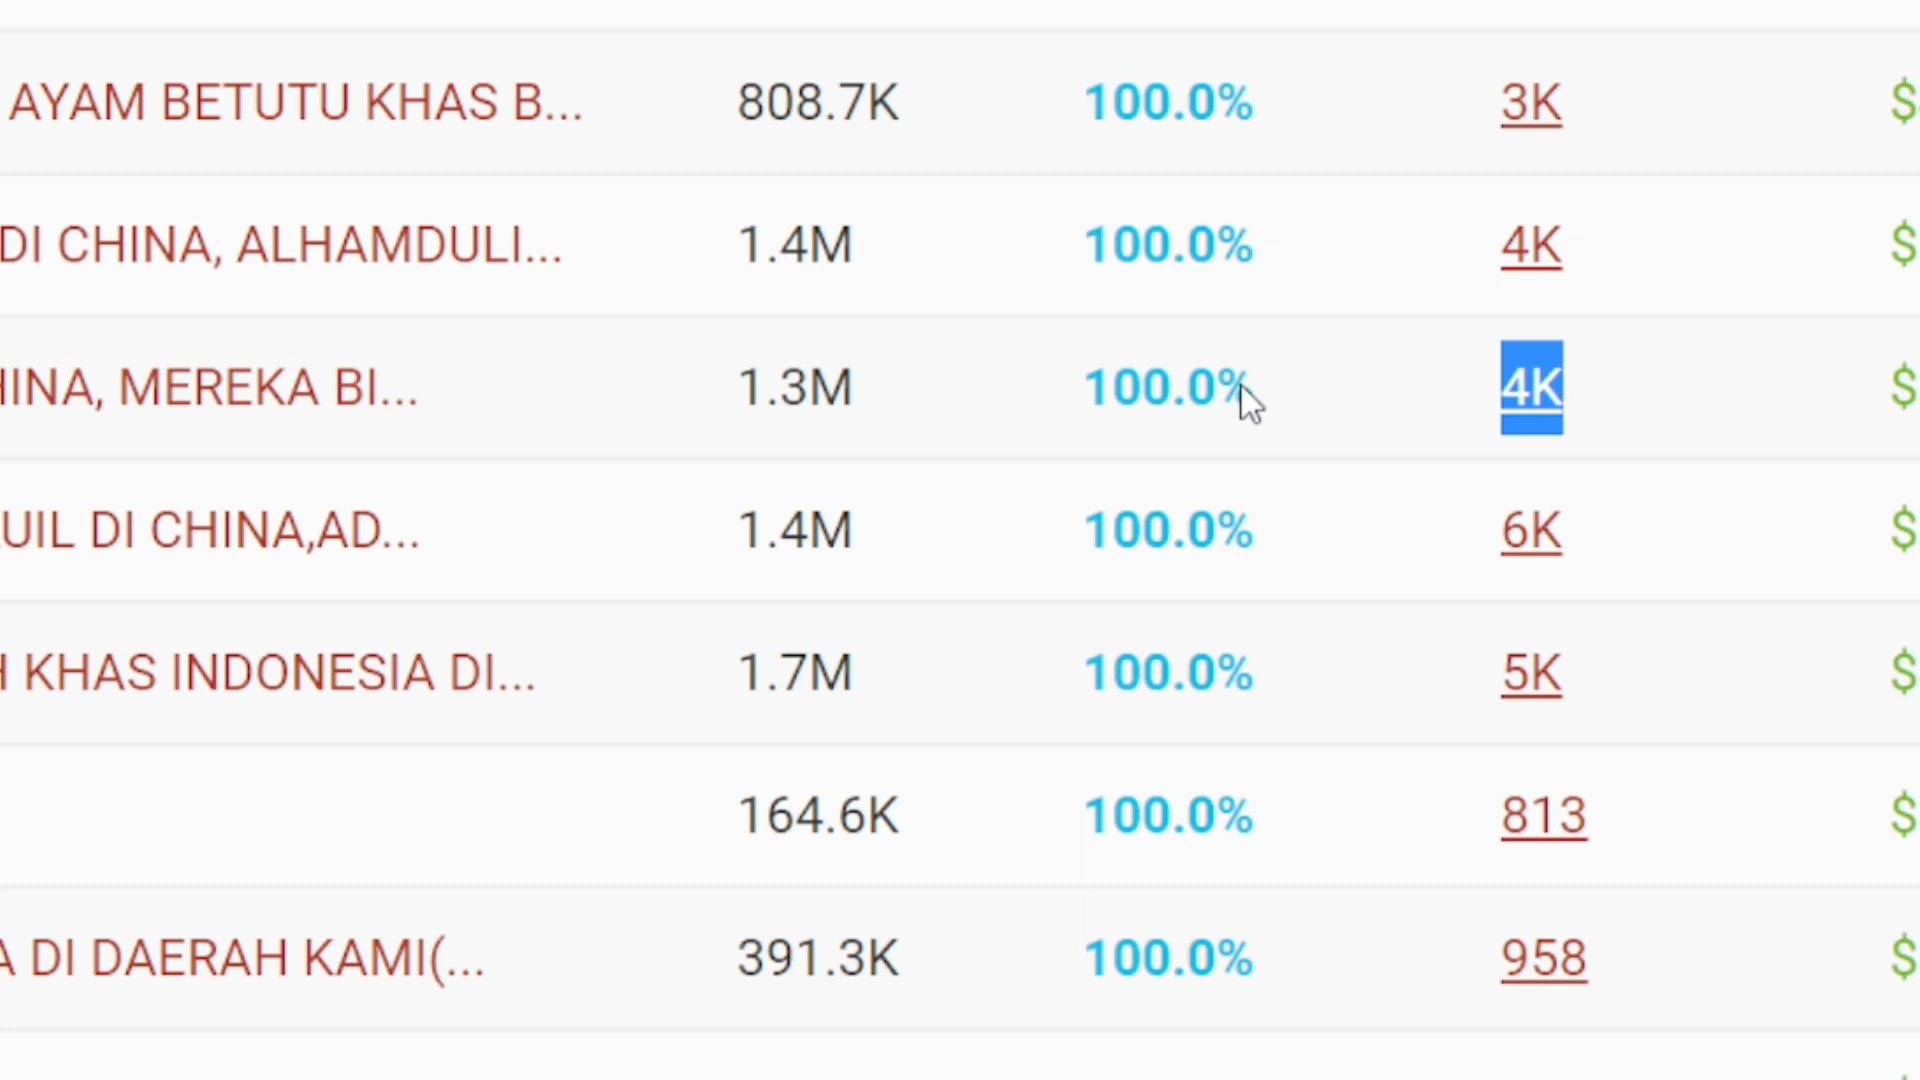 AYAM BETUTU KHAS B... 808.7K 100.0% 3K $
DI CHINA, ALHAMDULI... 1.4M 100.0% 4K $
HINA, MEREKA BI... 1.3M 100.0% 4K $
UIL DI CHINA,AD... 1.4M 100.0% 6K $
H KHAS INDONESIA DI... 1.7M 100.0% 5K $
164.6K 100.0% 813 $
A DI DAERAH KAMI(... 391.3K 100.0% 958 $